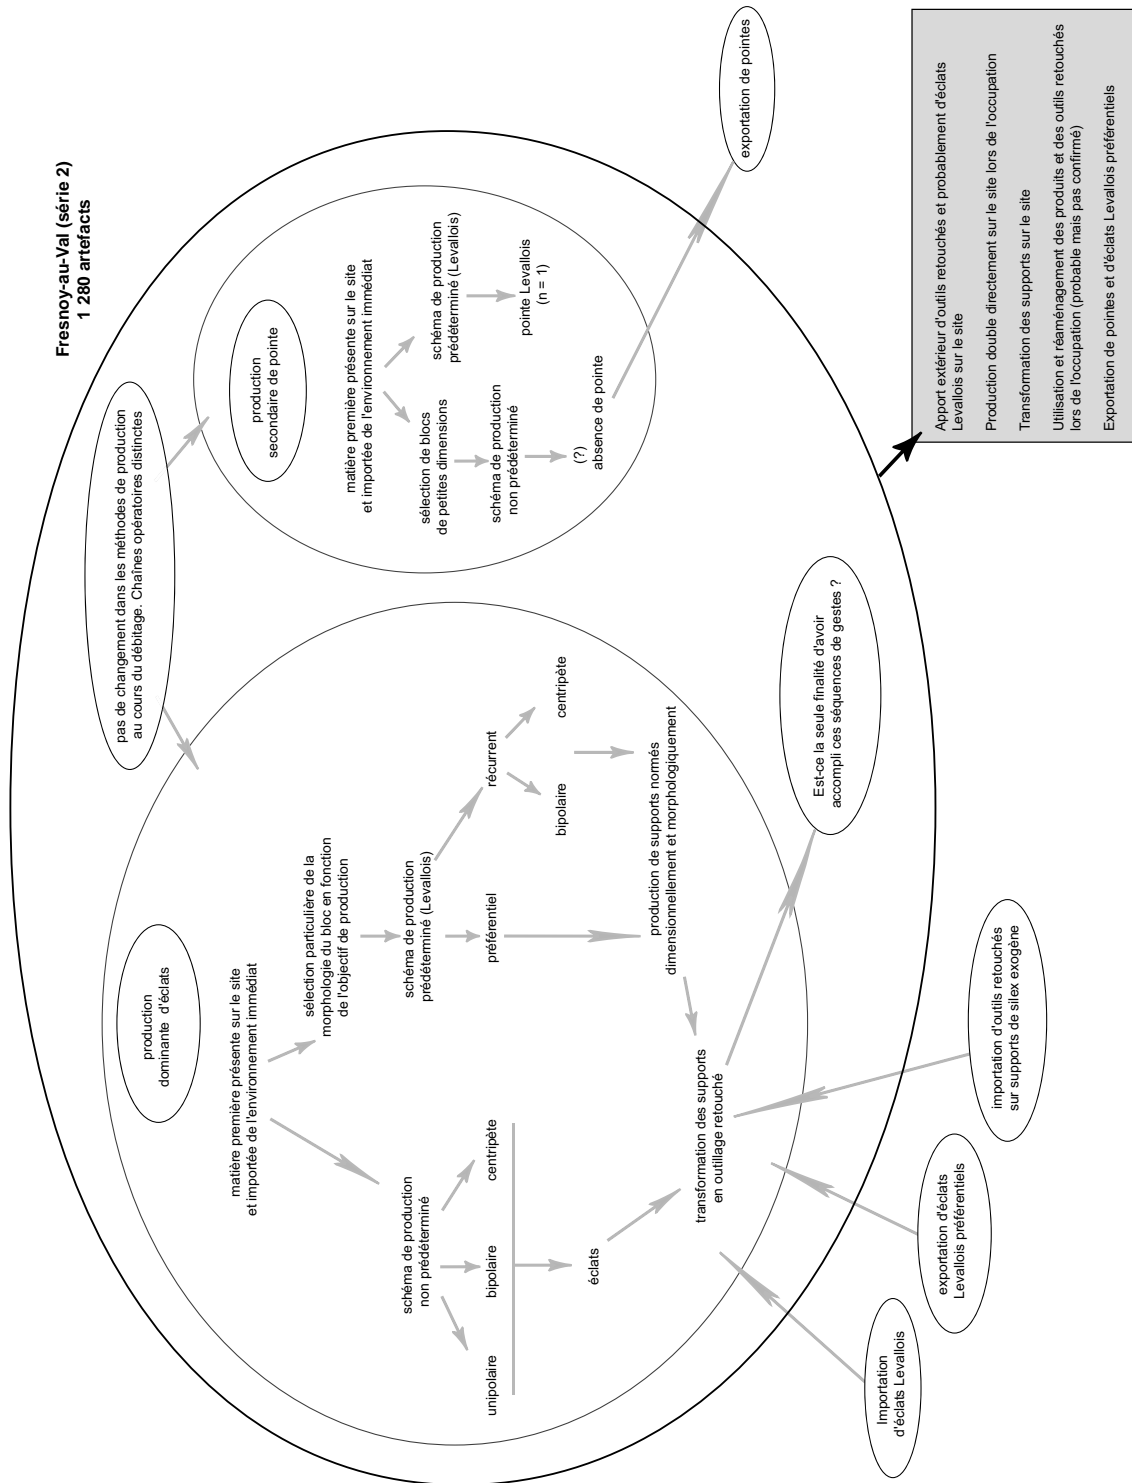 Fresnoy-au-Val (série 2)
1 280 artefacts
pas de changement dans les méthodes de production
au cours du débitage. Chaînes opératoires distinctes
production
dominante d'éclats
matière première présente sur le site
et importée de l'environnement immédiat
schéma de production
non prédéterminé
unipolaire
bipolaire
centripète
éclats
sélection particulière de la
morphologie du bloc en fonction
de l'objectif de production
schéma de production
prédéterminé (Levallois)
préférentiel
récurrent
bipolaire
centripète
production de supports normés
dimensionnellement et morphologiquement
transformation des supports
en outillage retouché
production
secondaire de pointe
matière première présente sur le site
et importée de l'environnement immédiat
sélection de blocs
de petites dimensions
schéma de production
non prédéterminé
(?)
absence de pointe
schéma de production
prédéterminé (Levallois)
pointe Levallois
(n = 1)
exportation de pointes
Importation
d'éclats Levallois
exportation d'éclats
Levallois préférentiels
importation d'outils retouchés
sur supports de silex exogène
Est-ce la seule finalité d'avoir
accompli ces séquences de gestes ?
Apport extérieur d'outils retouchés et probablement d'éclats
Levallois sur le site
Production double directement sur le site lors de l'occupation
Transformation des supports sur le site
Utilisation et réaménagement des produits et des outils retouchés
lors de l'occupation (probable mais pas confirmé)
Exportation de pointes et d'éclats Levallois préférentiels